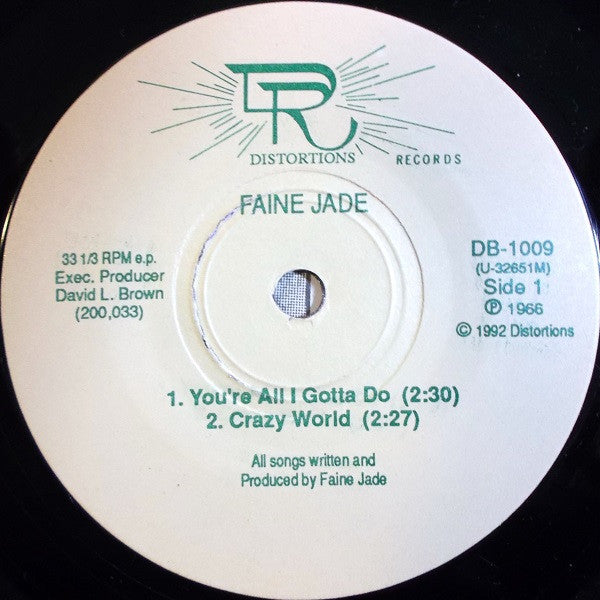 DR
DISTORTIONS RECORDS
FAINE JADE
33 1/3 RPM e.p.
Exec. Producer
David L. Brown
(200,033)
DB-1009
(U-32651M)
Side 1
℗ 1966
© 1992 Distortions
1. You're All I Gotta Do (2:30)
2. Crazy World (2:27)
All songs written and
Produced by Faine Jade